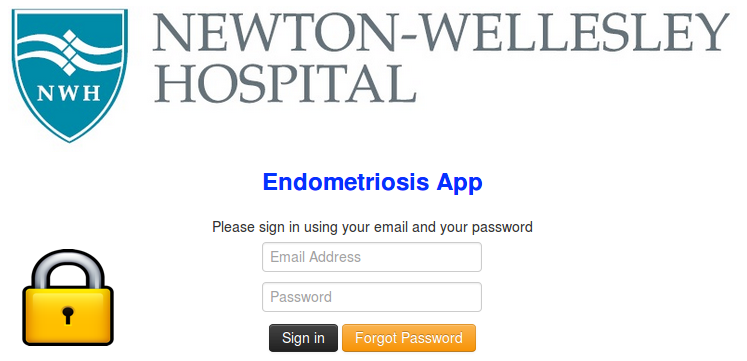 NWH
NEWTON-WELLESLEY
HOSPITAL
Endometriosis App
Please sign in using your email and your password
Email Address
Password
Sign in
Forgot Password